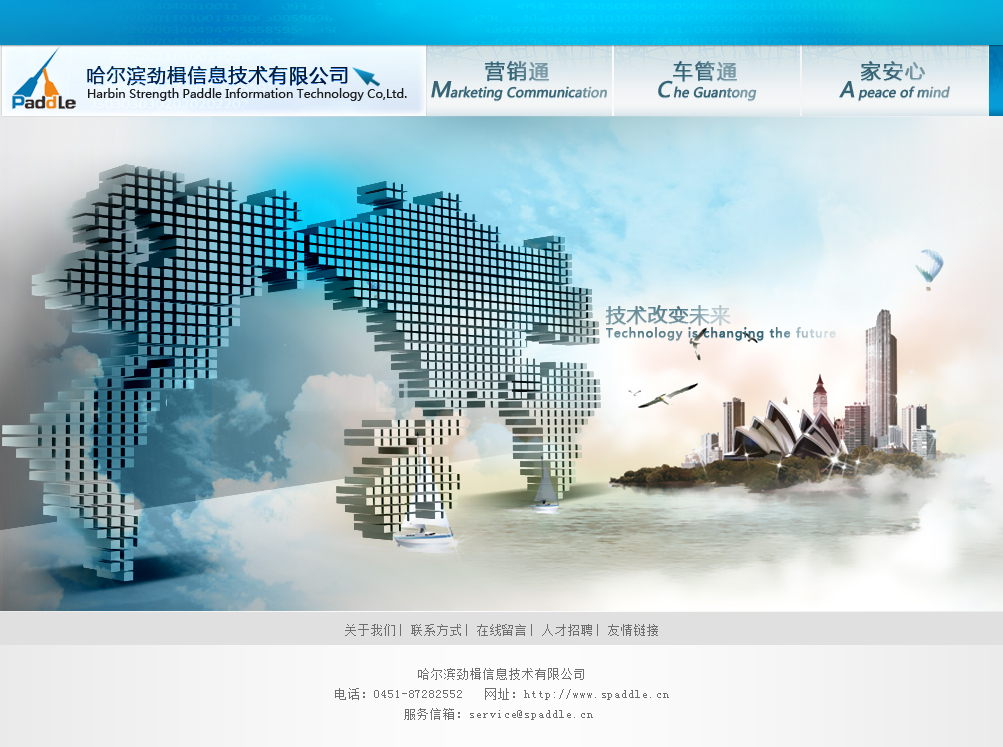 Paddle
哈尔滨劲楫信息技术有限公司
Harbin Strength Paddle Information Technology Co,Ltd.
营销通
Marketing Communication
车管通
Che Guantong
家安心
A peace of mind
技术改变未来
Technology is changing the future
关于我们| 联系方式| 在线留言| 人才招聘| 友情链接
哈尔滨劲楫信息技术有限公司
电话: 0451-87282552 网址: http://www.spaddle.cn
服务信箱: service@spaddle.cn